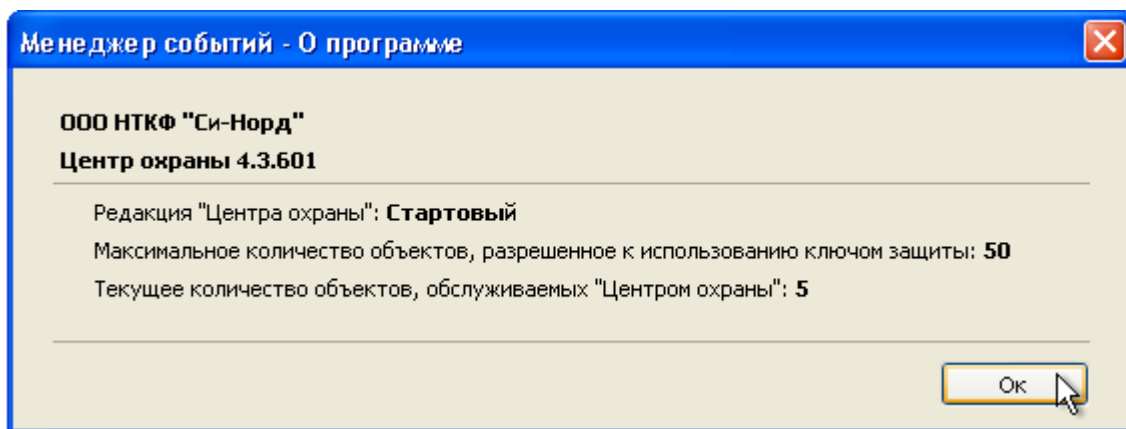 Менеджер событий - О программе
ООО НТКФ "Си-Норд"
Центр охраны 4.3.601
Редакция "Центра охраны": Стартовый
Максимальное количество объектов, разрешенное к использованию ключом защиты: 50
Текущее количество объектов, обслуживаемых "Центром охраны": 5
Ок